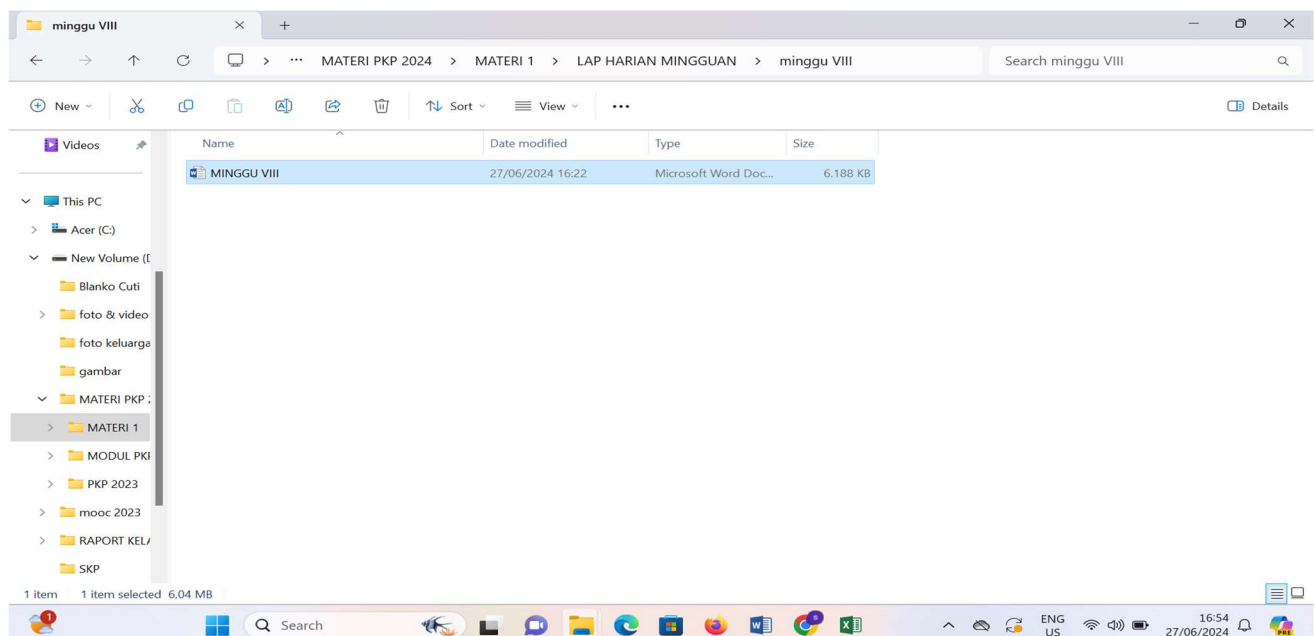 minggu VIII
MATERI PKP 2024 > MATERI 1 > LAP HARIAN MINGGUAN > minggu VIII
Search minggu VIII
New
Sort
View
Details
Videos
This PC
Acer (C:)
New Volume (D
Blanko Cuti
foto & video
foto keluarga
gambar
MATERI PKP 2
MATERI 1
MODUL PKP
PKP 2023
mooc 2023
RAPORT KELA
SKP
Name Date modified Type Size
MINGGU VIII 27/06/2024 16:22 Microsoft Word Doc... 6.188 KB
1 item 1 item selected 6,04 MB
1
Search
S
ENG
US
16:54
27/06/2024
PRE